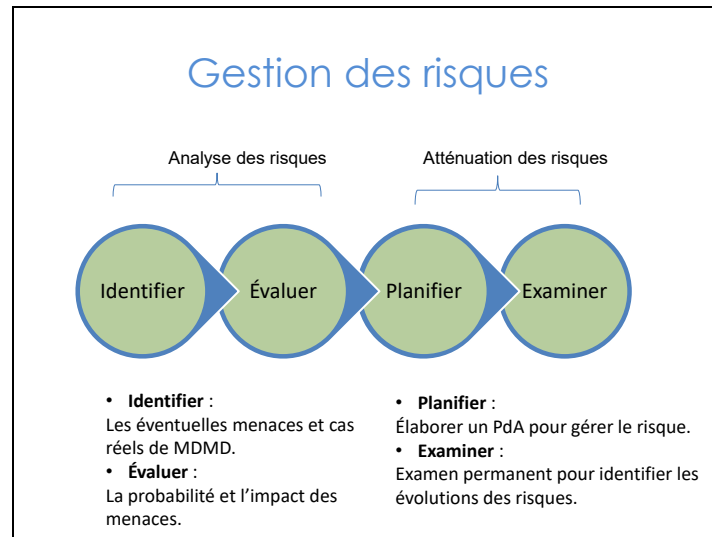 Gestion des risques
Analyse des risques
Atténuation des risques
Identifier
Évaluer
Planifier
Examiner
• Identifier :
Les éventuelles menaces et cas
réels de MDMD.
• Évaluer :
La probabilité et l’impact des
menaces.
• Planifier :
Élaborer un PdA pour gérer le risque.
• Examiner :
Examen permanent pour identifier les
évolutions des risques.